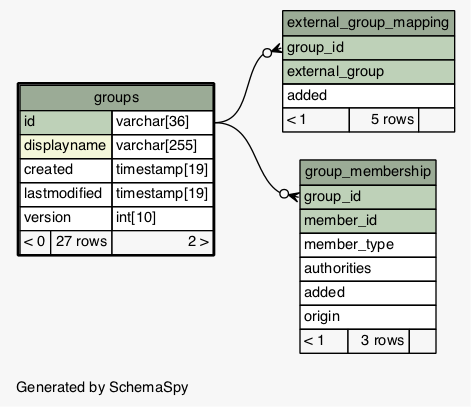 external_group_mapping
group_id
external_group
added
< 1 5 rows
groups
id varchar[36]
displayname varchar[255]
created timestamp[19]
lastmodified timestamp[19]
version int[10]
< 0 27 rows 2 >
group_membership
group_id
member_id
member_type
authorities
added
origin
< 1 3 rows
Generated by SchemaSpy